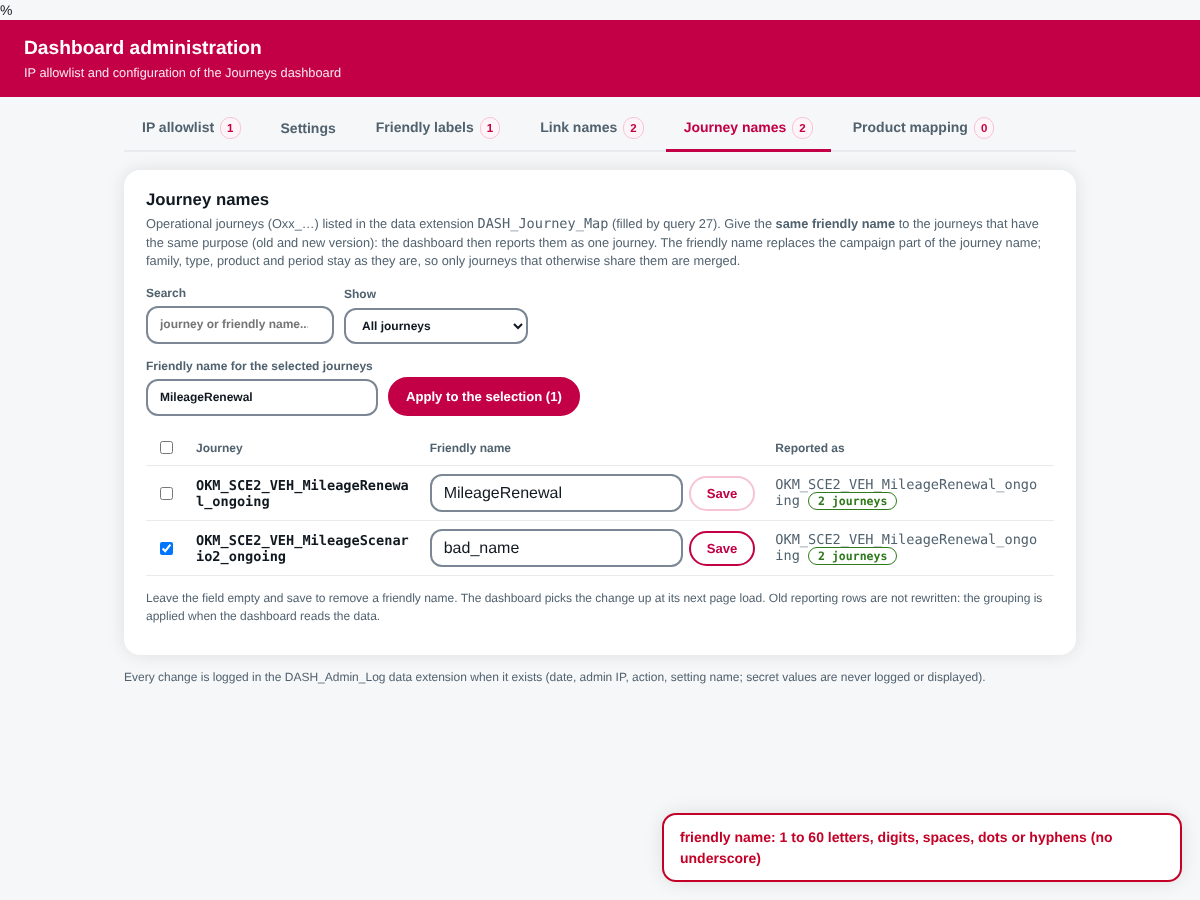 %
Dashboard administration
IP allowlist and configuration of the Journeys dashboard
IP allowlist 1 Settings Friendly labels 1 Link names 2 Journey names 2 Product mapping 0
Journey names
Operational journeys (Oxx_…) listed in the data extension DASH_Journey_Map (filled by query 27). Give the same friendly name to the journeys that have
the same purpose (old and new version): the dashboard then reports them as one journey. The friendly name replaces the campaign part of the journey name;
family, type, product and period stay as they are, so only journeys that otherwise share them are merged.
Search Show
journey or friendly name... All journeys
Friendly name for the selected journeys
MileageRenewal Apply to the selection (1)
Journey Friendly name Reported as
OKM_SCE2_VEH_MileageRenewa
l_ongoing
MileageRenewal Save
OKM_SCE2_VEH_MileageRenewal_ongo
ing 2 journeys
OKM_SCE2_VEH_MileageScenar
io2_ongoing
bad_name Save
OKM_SCE2_VEH_MileageRenewal_ongo
ing 2 journeys
Leave the field empty and save to remove a friendly name. The dashboard picks the change up at its next page load. Old reporting rows are not rewritten: the grouping is
applied when the dashboard reads the data.
Every change is logged in the DASH_Admin_Log data extension when it exists (date, admin IP, action, setting name; secret values are never logged or displayed).
friendly name: 1 to 60 letters, digits, spaces, dots or hyphens (no
underscore)